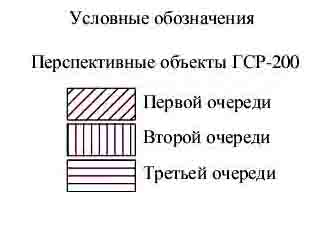 Условные обозначения
Перспективные объекты ГСР-200
Первой очереди
Второй очереди
Третьей очереди